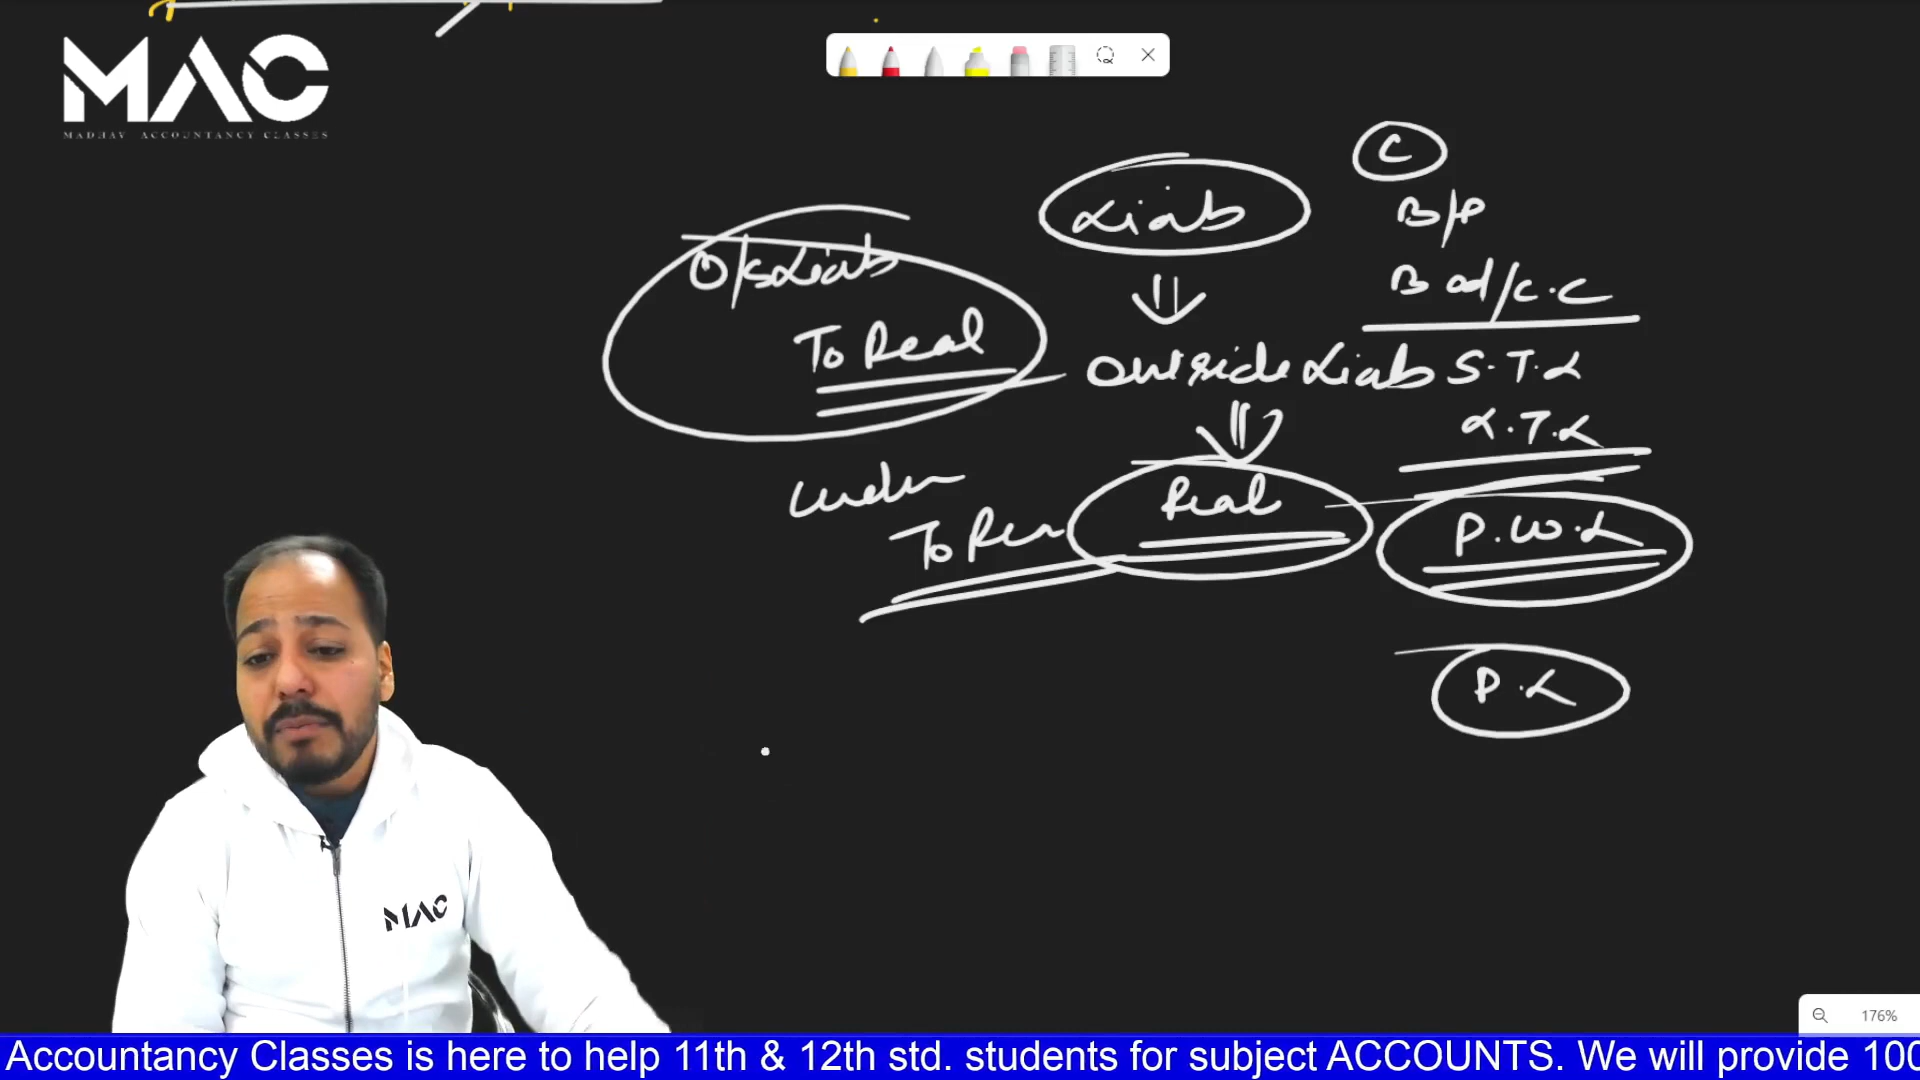 MAC
MADHAV ACCOUNTANCY CLASSES
C
B/P
Liab
B od/C.C
O/s Liab
To Real
Outside Liab
S.T.L
L.T.L
under
To Rea
Real
P.W.L
P.L
MAC
176%
Accountancy Classes is here to help 11th & 12th std. students for subject ACCOUNTS. We will provide 100